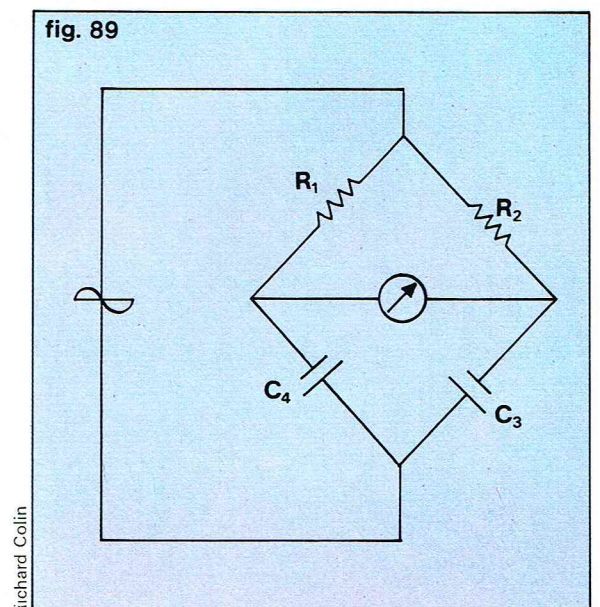 fig. 89
R₁
R₂
C₄
C₃
Richard Colin